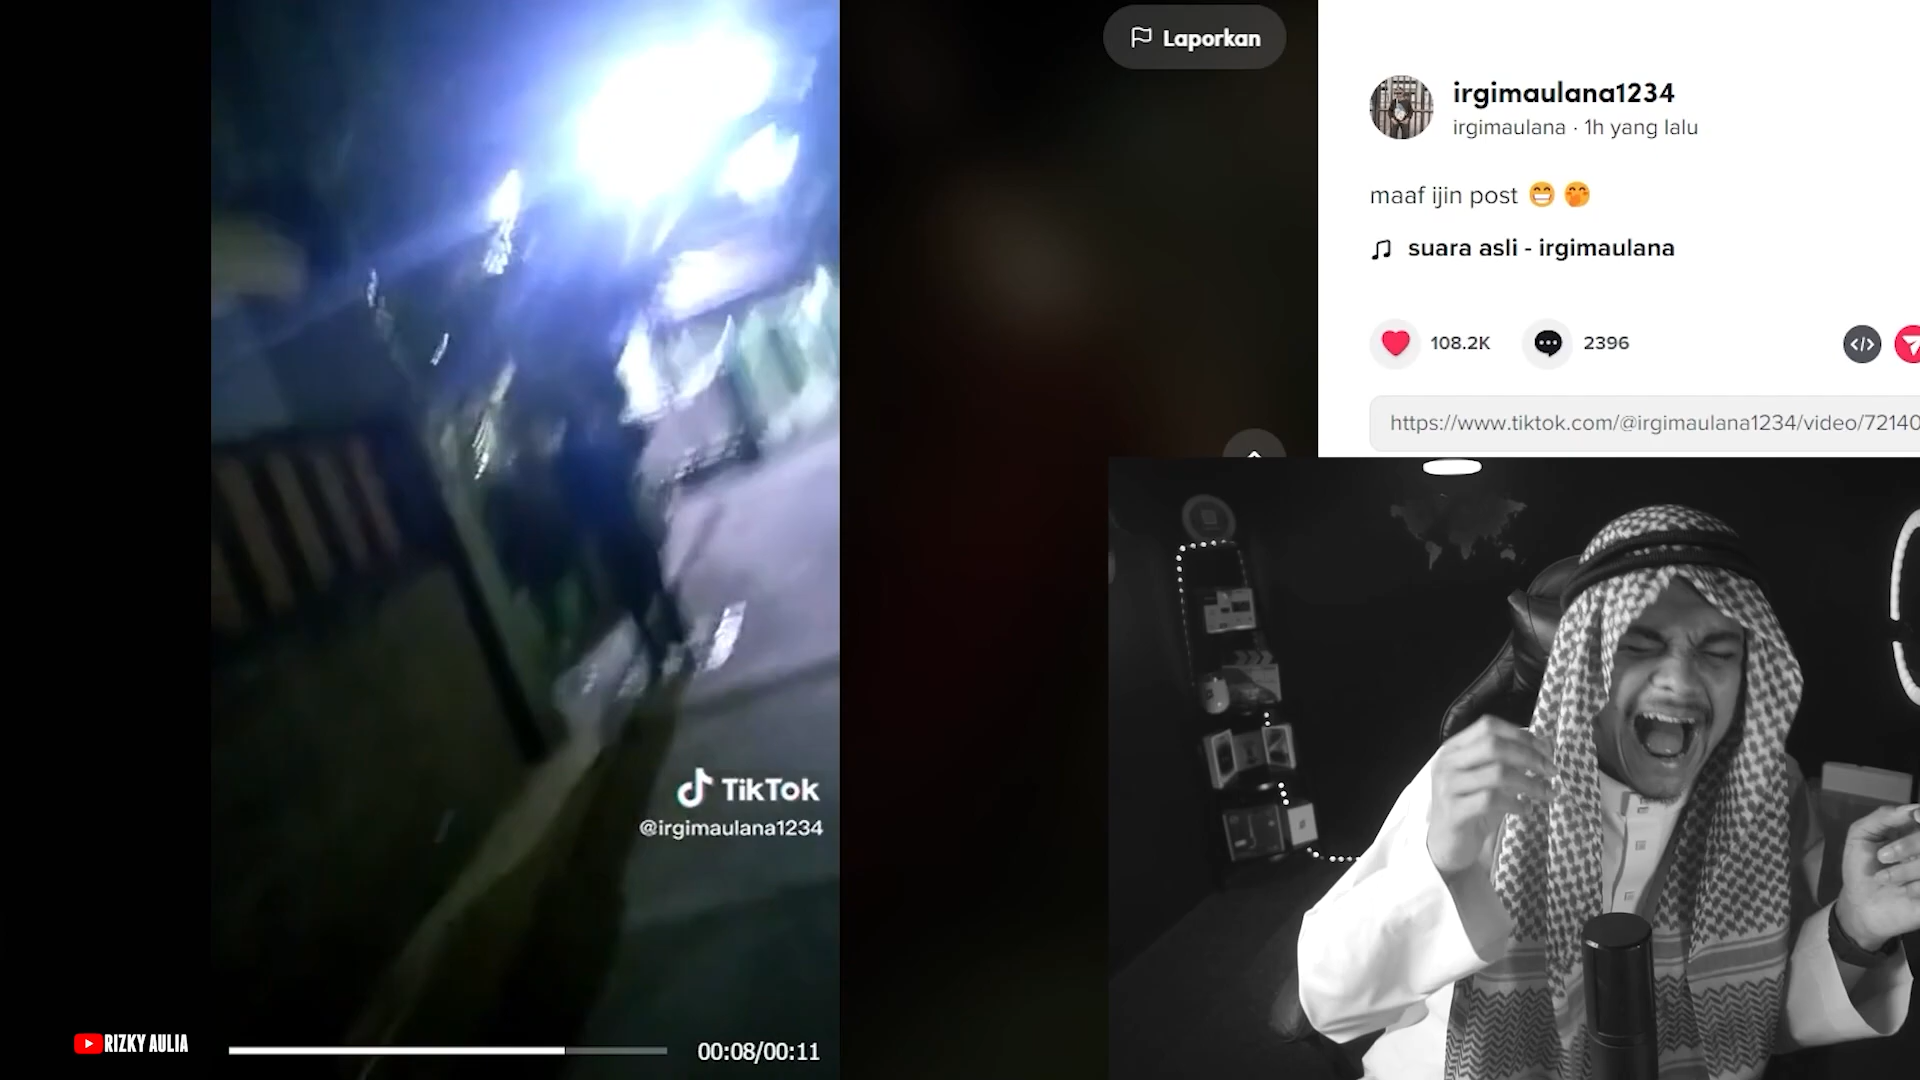 Laporkan
irgimaulana1234
irgimaulana · 1h yang lalu
maaf ijin post 😁 🤭
suara asli - irgimaulana
108.2K
2396
https://www.tiktok.com/@irgimaulana1234/video/72140
TikTok
@irgimaulana1234
RIZKY AULIA
00:08/00:11